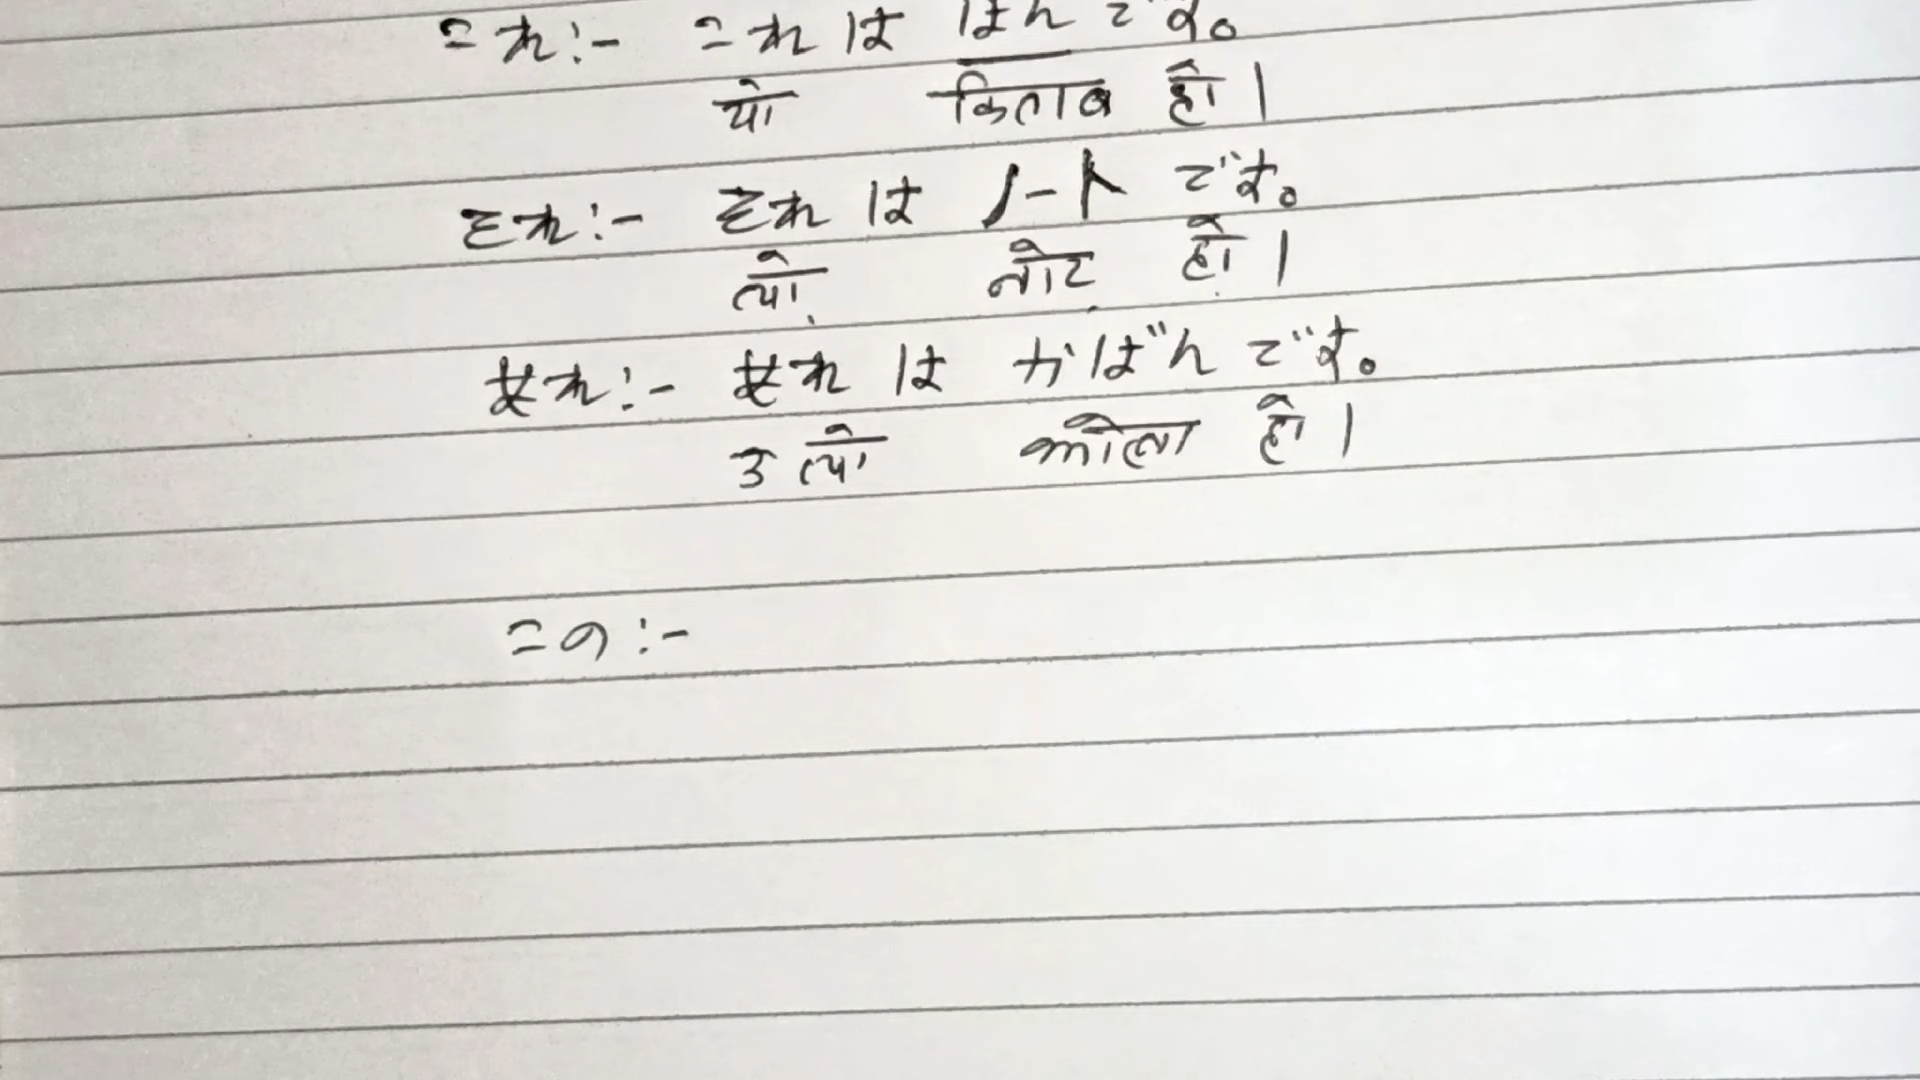 これ:- これ は ほん です。
यो किताब हो ।
それ:- それ は ノート です。
त्यो नोट हो ।
あれ:- あれ は かばん です。
उ त्यो झोला हो ।
この:-